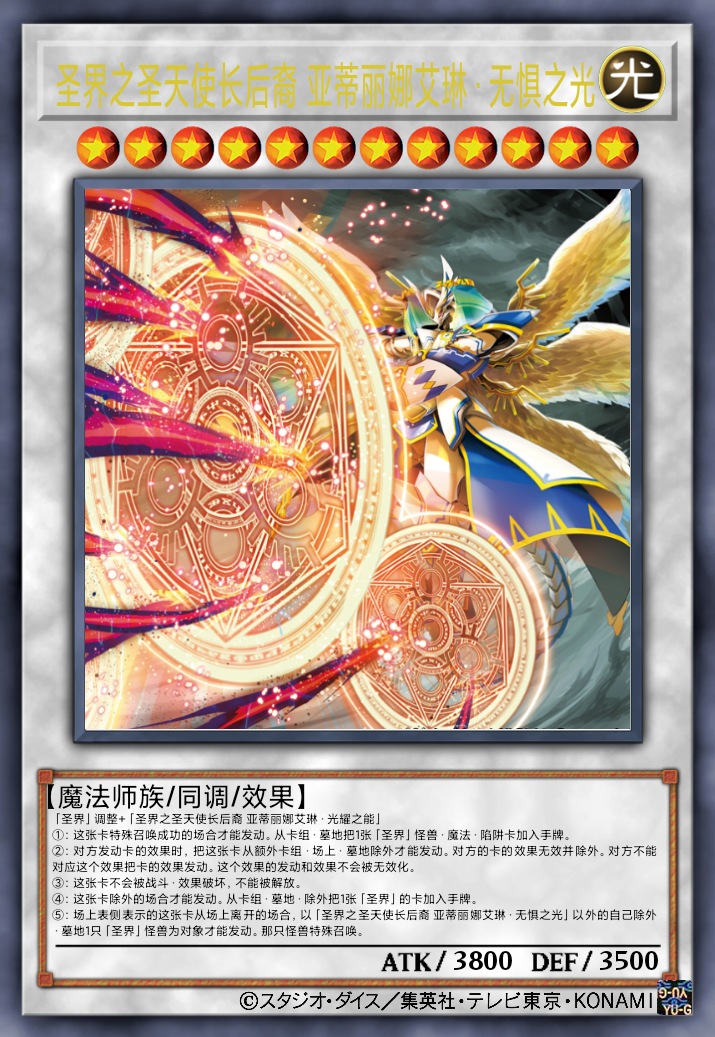 圣界之圣天使长后裔 亚蒂丽娜艾琳·无惧之光
光
【魔法师族/同调/效果】
「圣界」调整+「圣界之圣天使长后裔 亚蒂丽娜艾琳·光耀之能」
①：这张卡特殊召唤成功的场合才能发动。从卡组·墓地把1张「圣界」怪兽·魔法·陷阱卡加入手牌。
②：对方发动卡的效果时，把这张卡从额外卡组·场上·墓地除外才能发动。对方的卡的效果无效并除外。对方不能
对应这个效果把卡的效果发动。这个效果的发动和效果不会被无效化。
③：这张卡不会被战斗·效果破坏，不能被解放。
④：这张卡除外的场合才能发动。从卡组·墓地·除外把1张「圣界」的卡加入手牌。
⑤：场上表侧表示的这张卡从场上离开的场合，以「圣界之圣天使长后裔 亚蒂丽娜艾琳·无惧之光」以外的自己除外
·墓地1只「圣界」怪兽为对象才能发动。那只怪兽特殊召唤。
ATK/3800 DEF/3500
©スタジオ・ダイス／集英社・テレビ東京・KONAMI
YU-G
YU-G